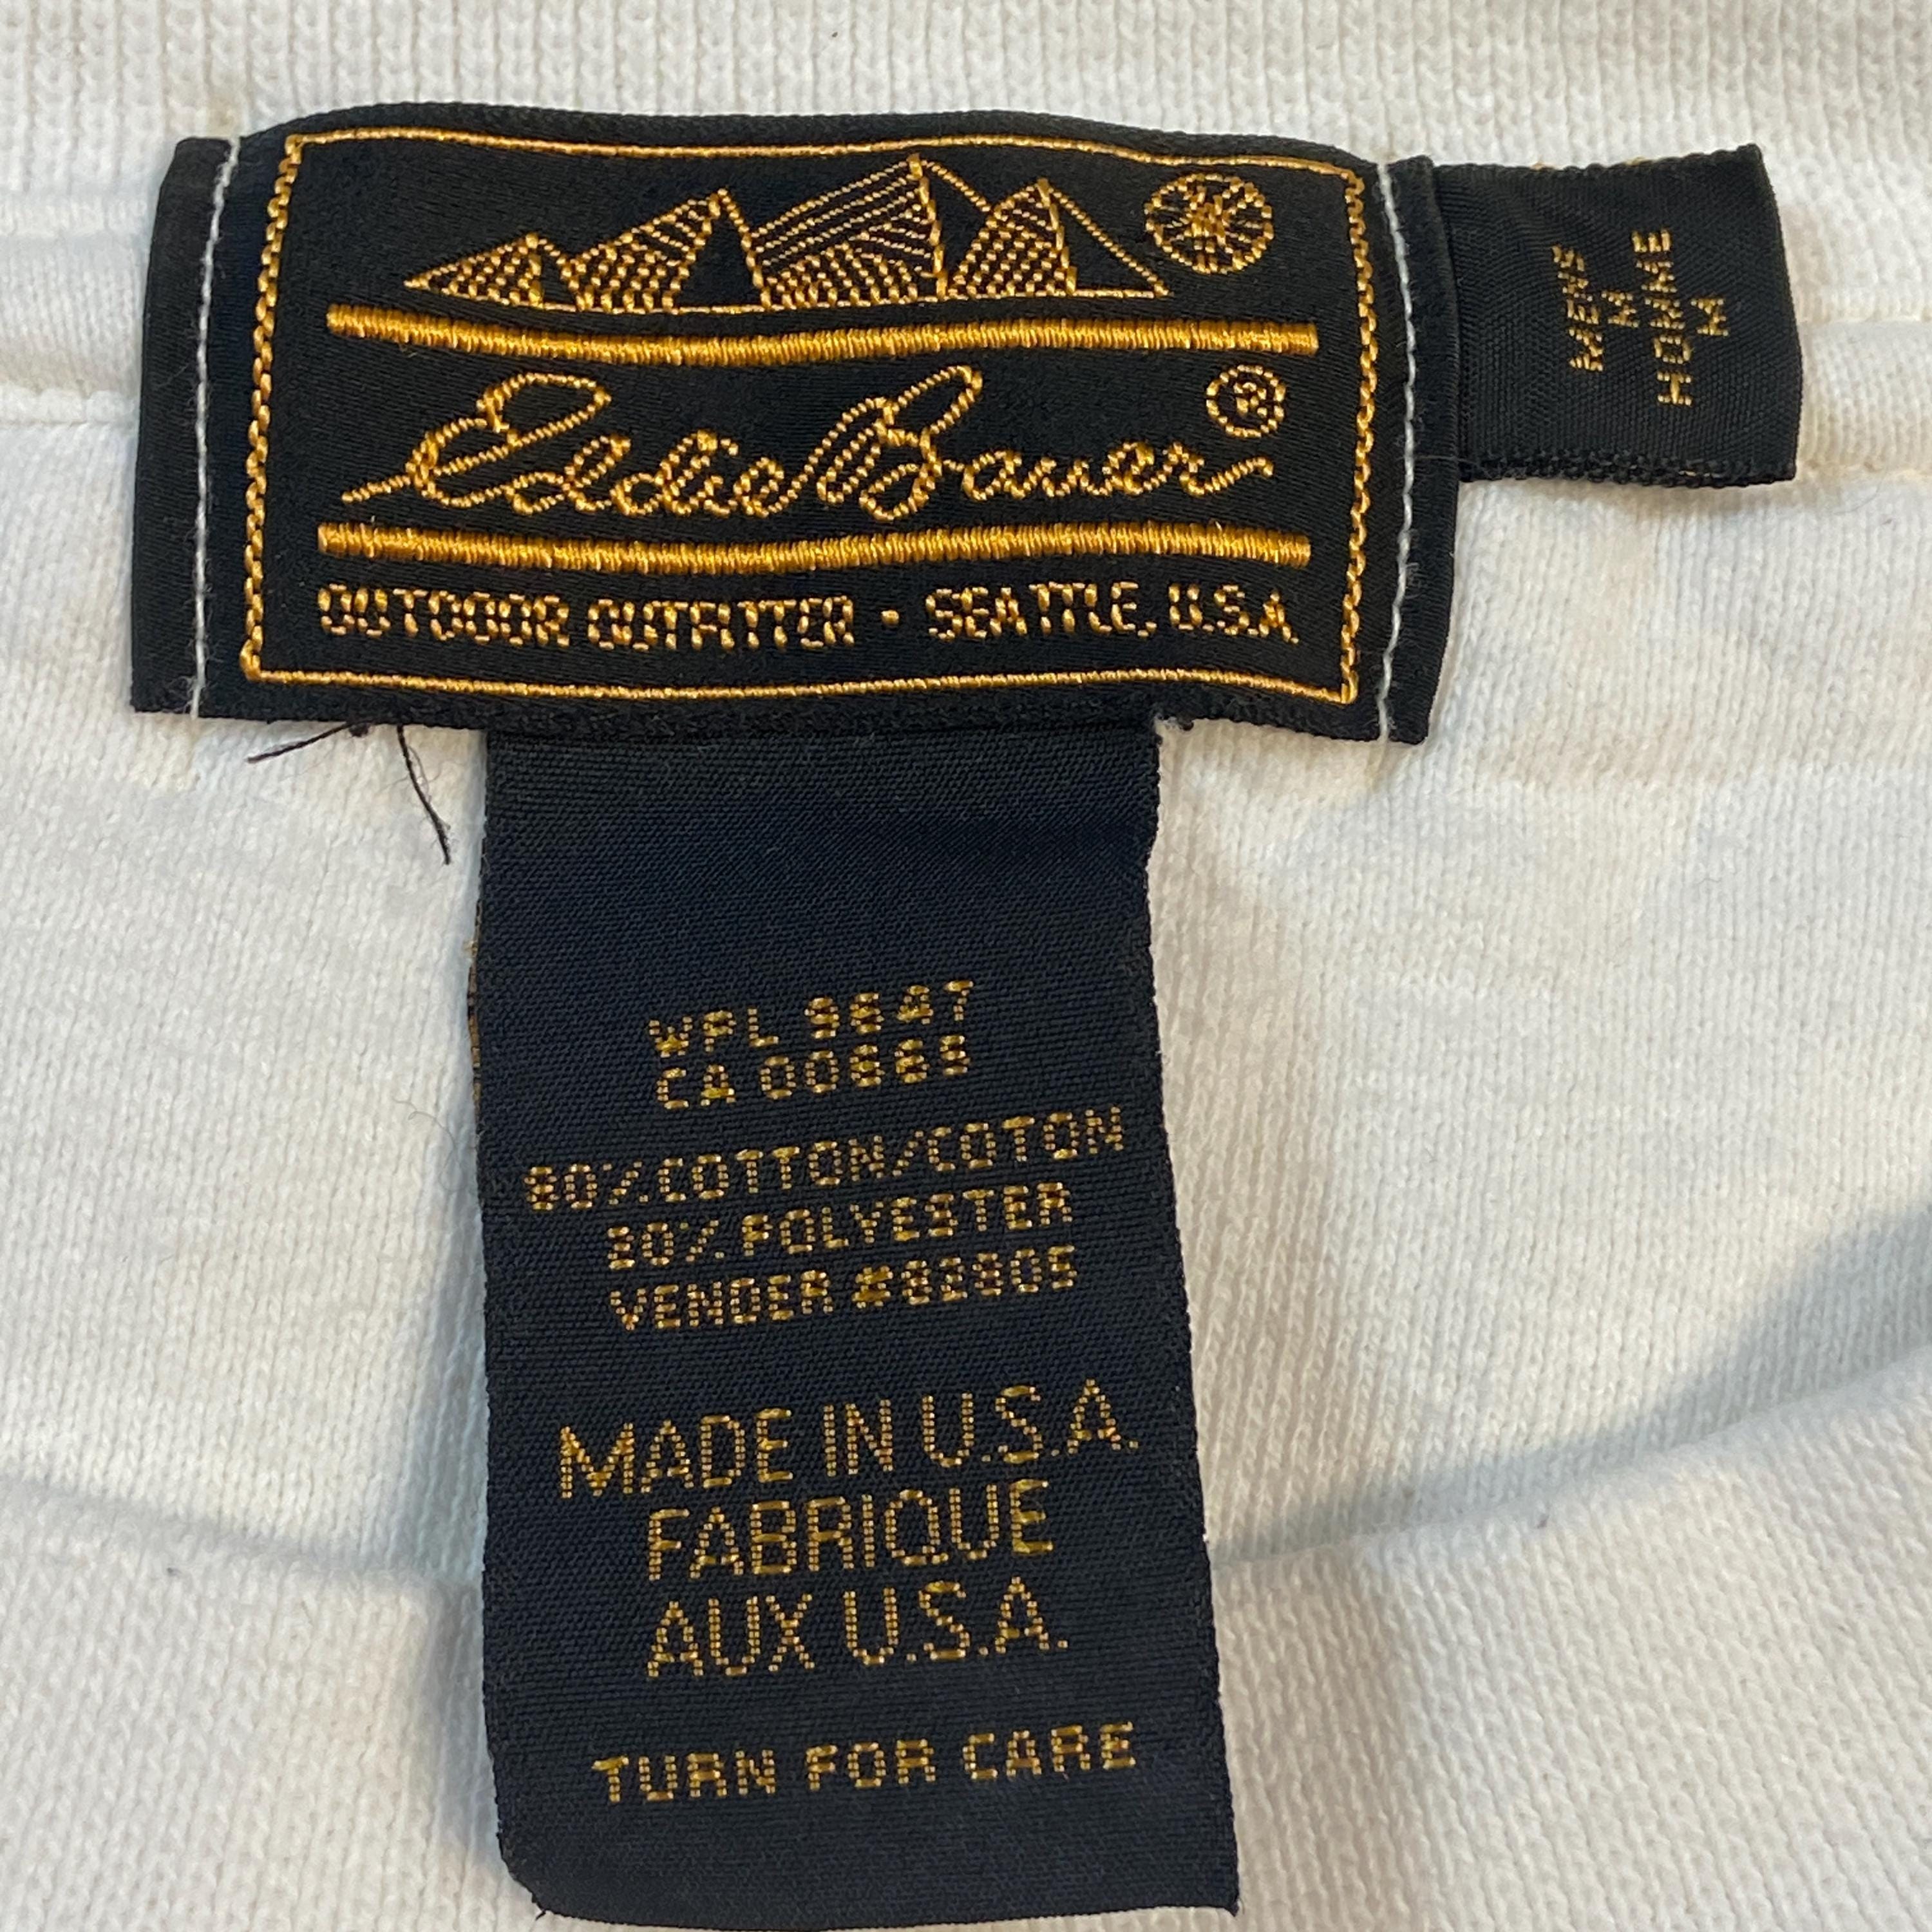 Eddie Bauer®
OUTDOOR OUTFITTER · SEATTLE, U.S.A.
MENS
M
HOMME
M
WPL 9647
CA 00665
80% COTTON/COTON
80% POLYESTER
VENDER #82805
MADE IN U.S.A.
FABRIQUE
AUX U.S.A.
TURN FOR CARE